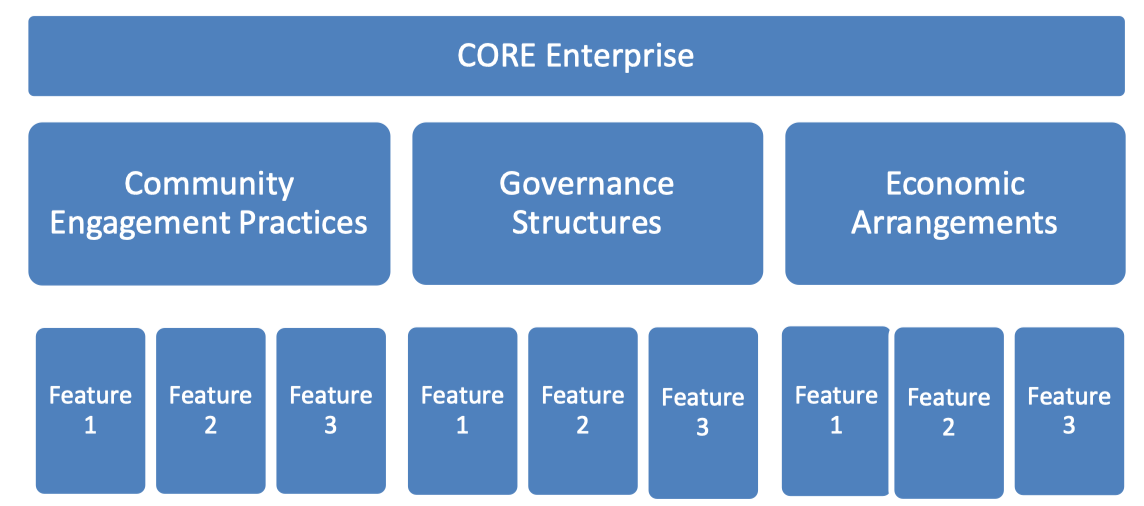 CORE Enterprise
Community
Engagement Practices
Governance
Structures
Economic
Arrangements
Feature
1
Feature
2
Feature
3
Feature
1
Feature
2
Feature
3
Feature
1
Feature
2
Feature
3